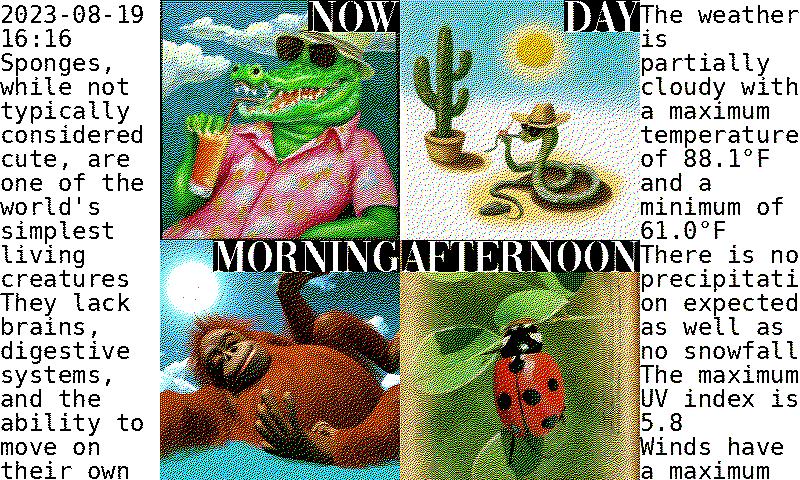 2023-08-19
16:16
Sponges,
while not
typically
considered
cute, are
one of the
world's
simplest
living
creatures
They lack
brains,
digestive
systems,
and the
ability to
move on
their own
NOW
DAY
MORNING
AFTERNOON
The weather
is
partially
cloudy with
a maximum
temperature
of 88.1°F
and a
minimum of
61.0°F
There is no
precipitati
on expected
as well as
no snowfall
The maximum
UV index is
5.8
Winds have
a maximum